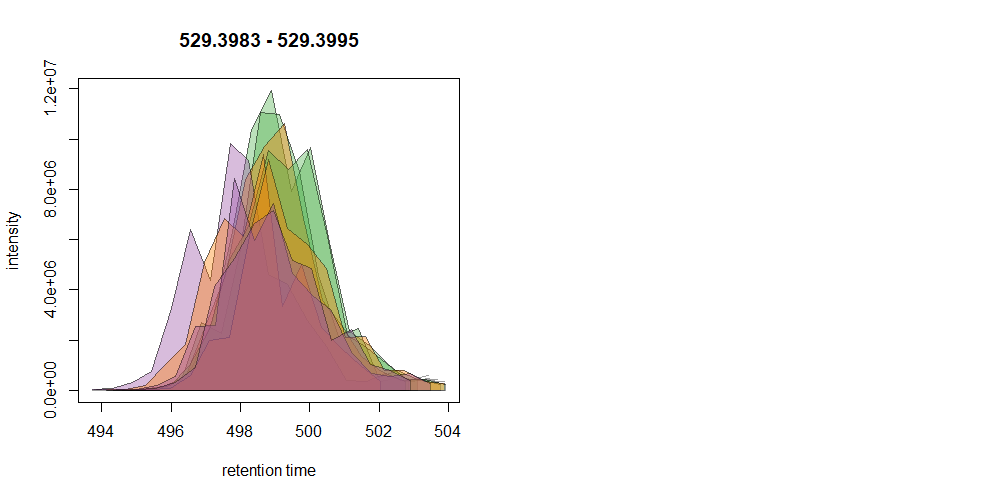 529.3983 - 529.3995
1.2e+07
8.0e+06
4.0e+06
0.0e+00
intensity
494 496 498 500 502 504
retention time